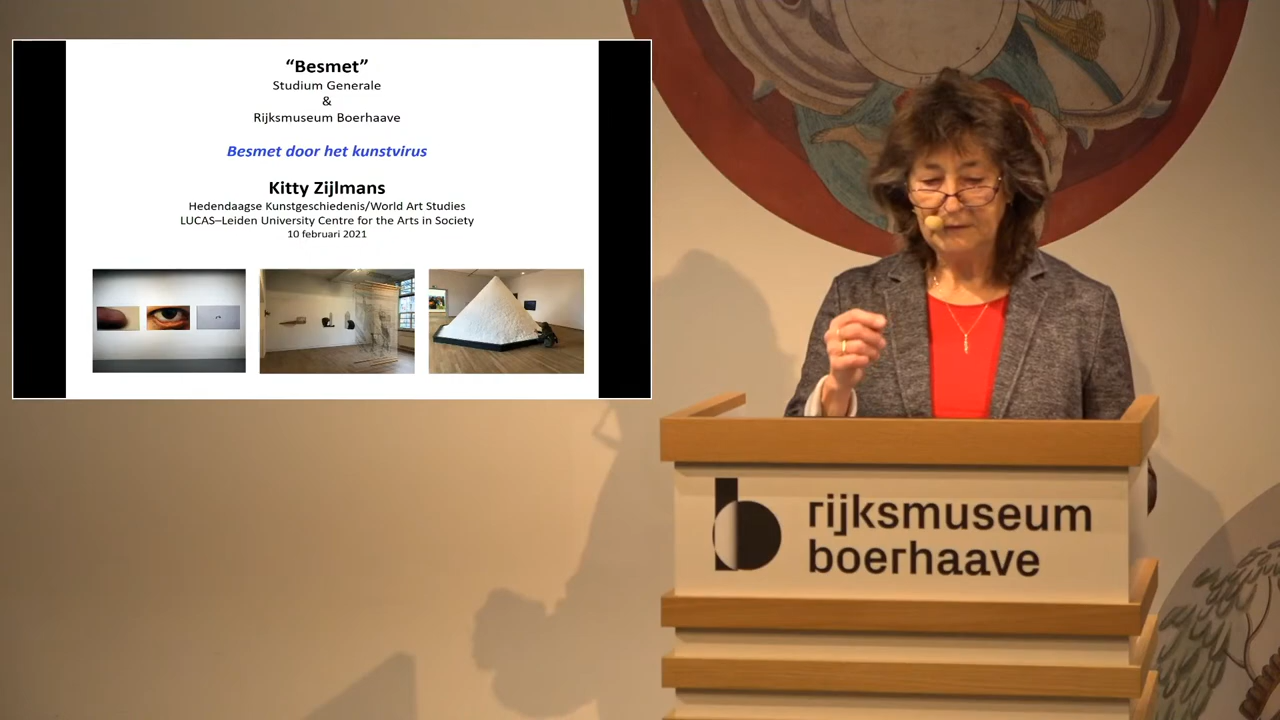 “Besmet”
Studium Generale
&
Rijksmuseum Boerhaave
Besmet door het kunstvirus
Kitty Zijlmans
Hedendaagse Kunstgeschiedenis/World Art Studies
LUCAS–Leiden University Centre for the Arts in Society
10 februari 2021
rijksmuseum
boerhaave